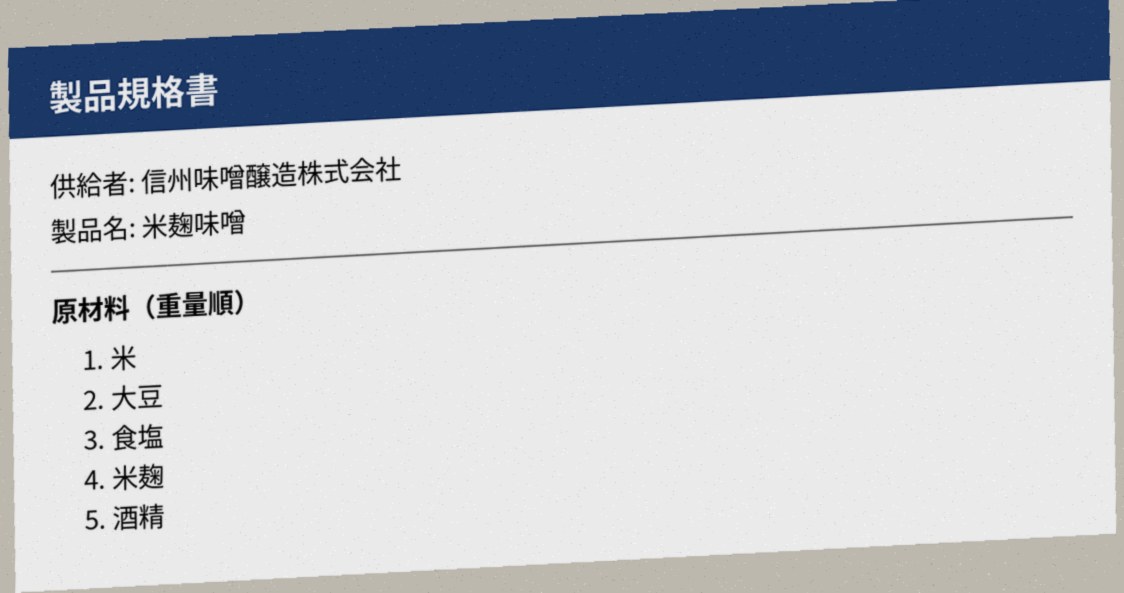 製品規格書
供給者: 信州味噌醸造株式会社
製品名: 米麹味噌
原材料（重量順）
1. 米
2. 大豆
3. 食塩
4. 米麹
5. 酒精